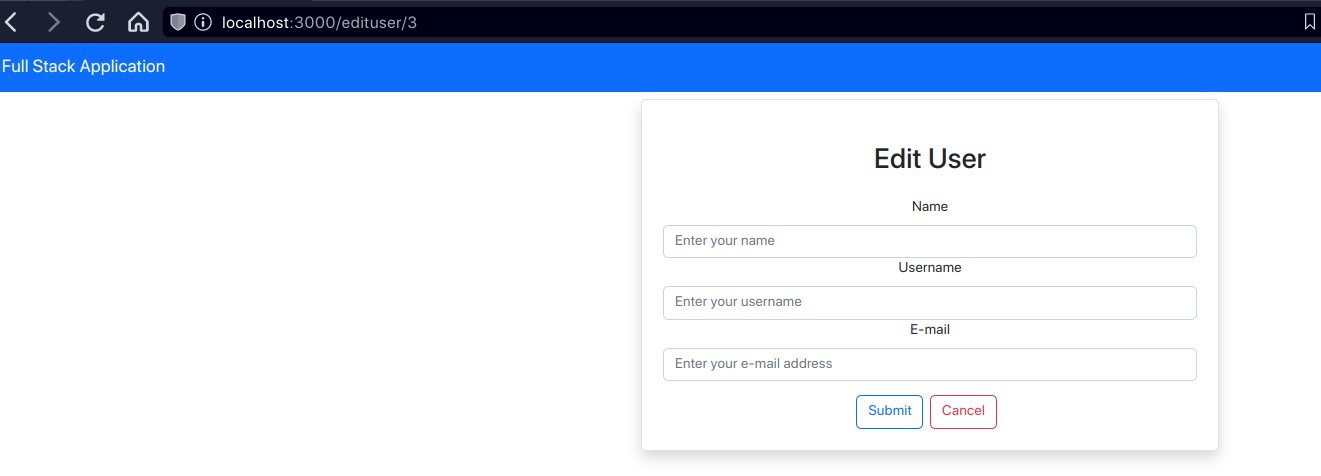 localhost:3000/edituser/3
Full Stack Application
Edit User
Name
Enter your name
Username
Enter your username
E-mail
Enter your e-mail address
Submit Cancel